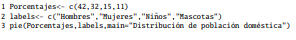 1 Porcentajes<- c(42,32,15,11)
2 labels<- c("Hombres","Mujeres","Niños","Mascotas")
3 pie(Porcentajes,labels,main="Distribución de población doméstica")